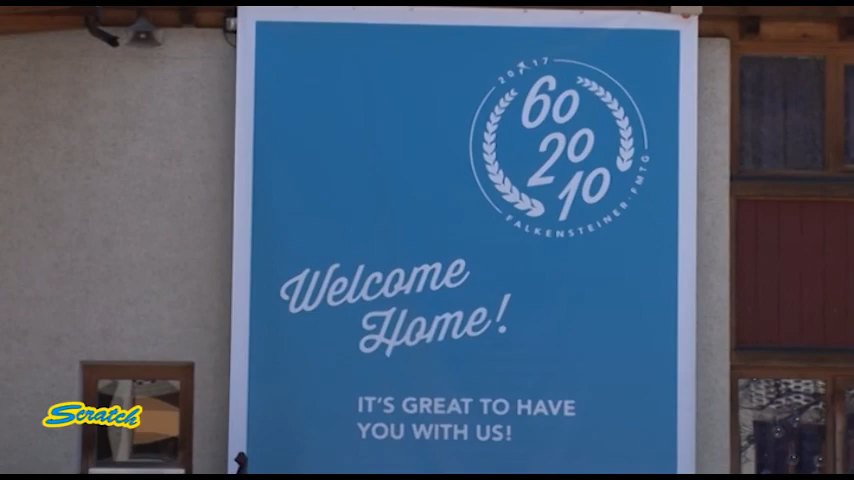 2017
60
20
10
FALKENSTEINER·FMTG
Welcome
Home!
IT'S GREAT TO HAVE
YOU WITH US!
Scratch